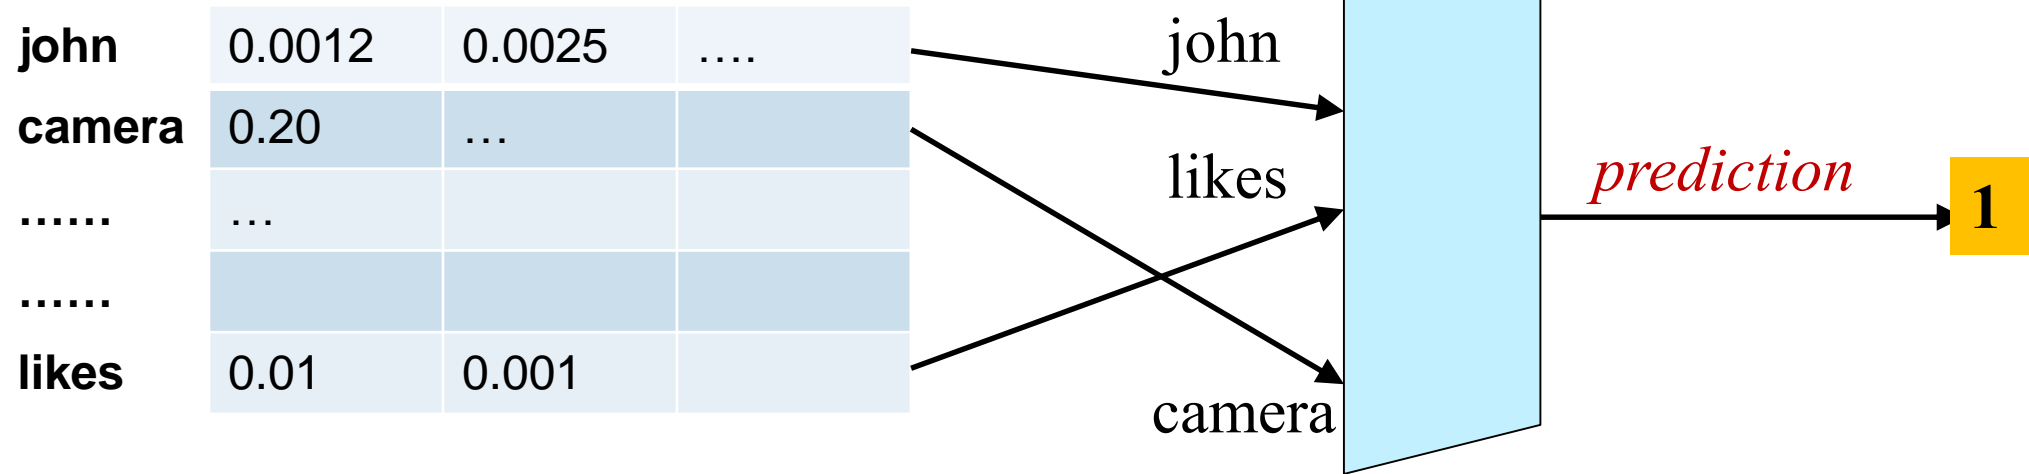 john 0.0012 0.0025 ....
camera 0.20 ...
...... ...
......
likes 0.01 0.001
john
likes
camera
prediction
1